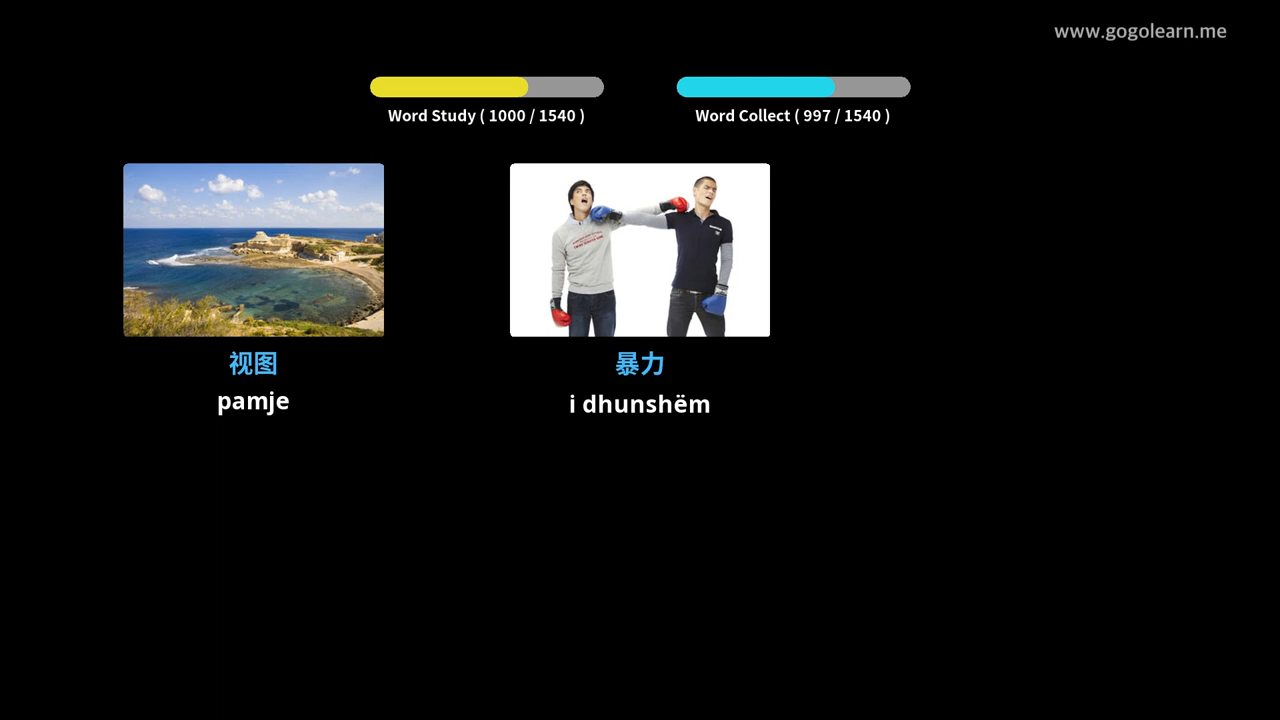 www.gogolearn.me
Word Study ( 1000 / 1540 )
Word Collect ( 997 / 1540 )
视图
pamje
暴力
i dhunshëm